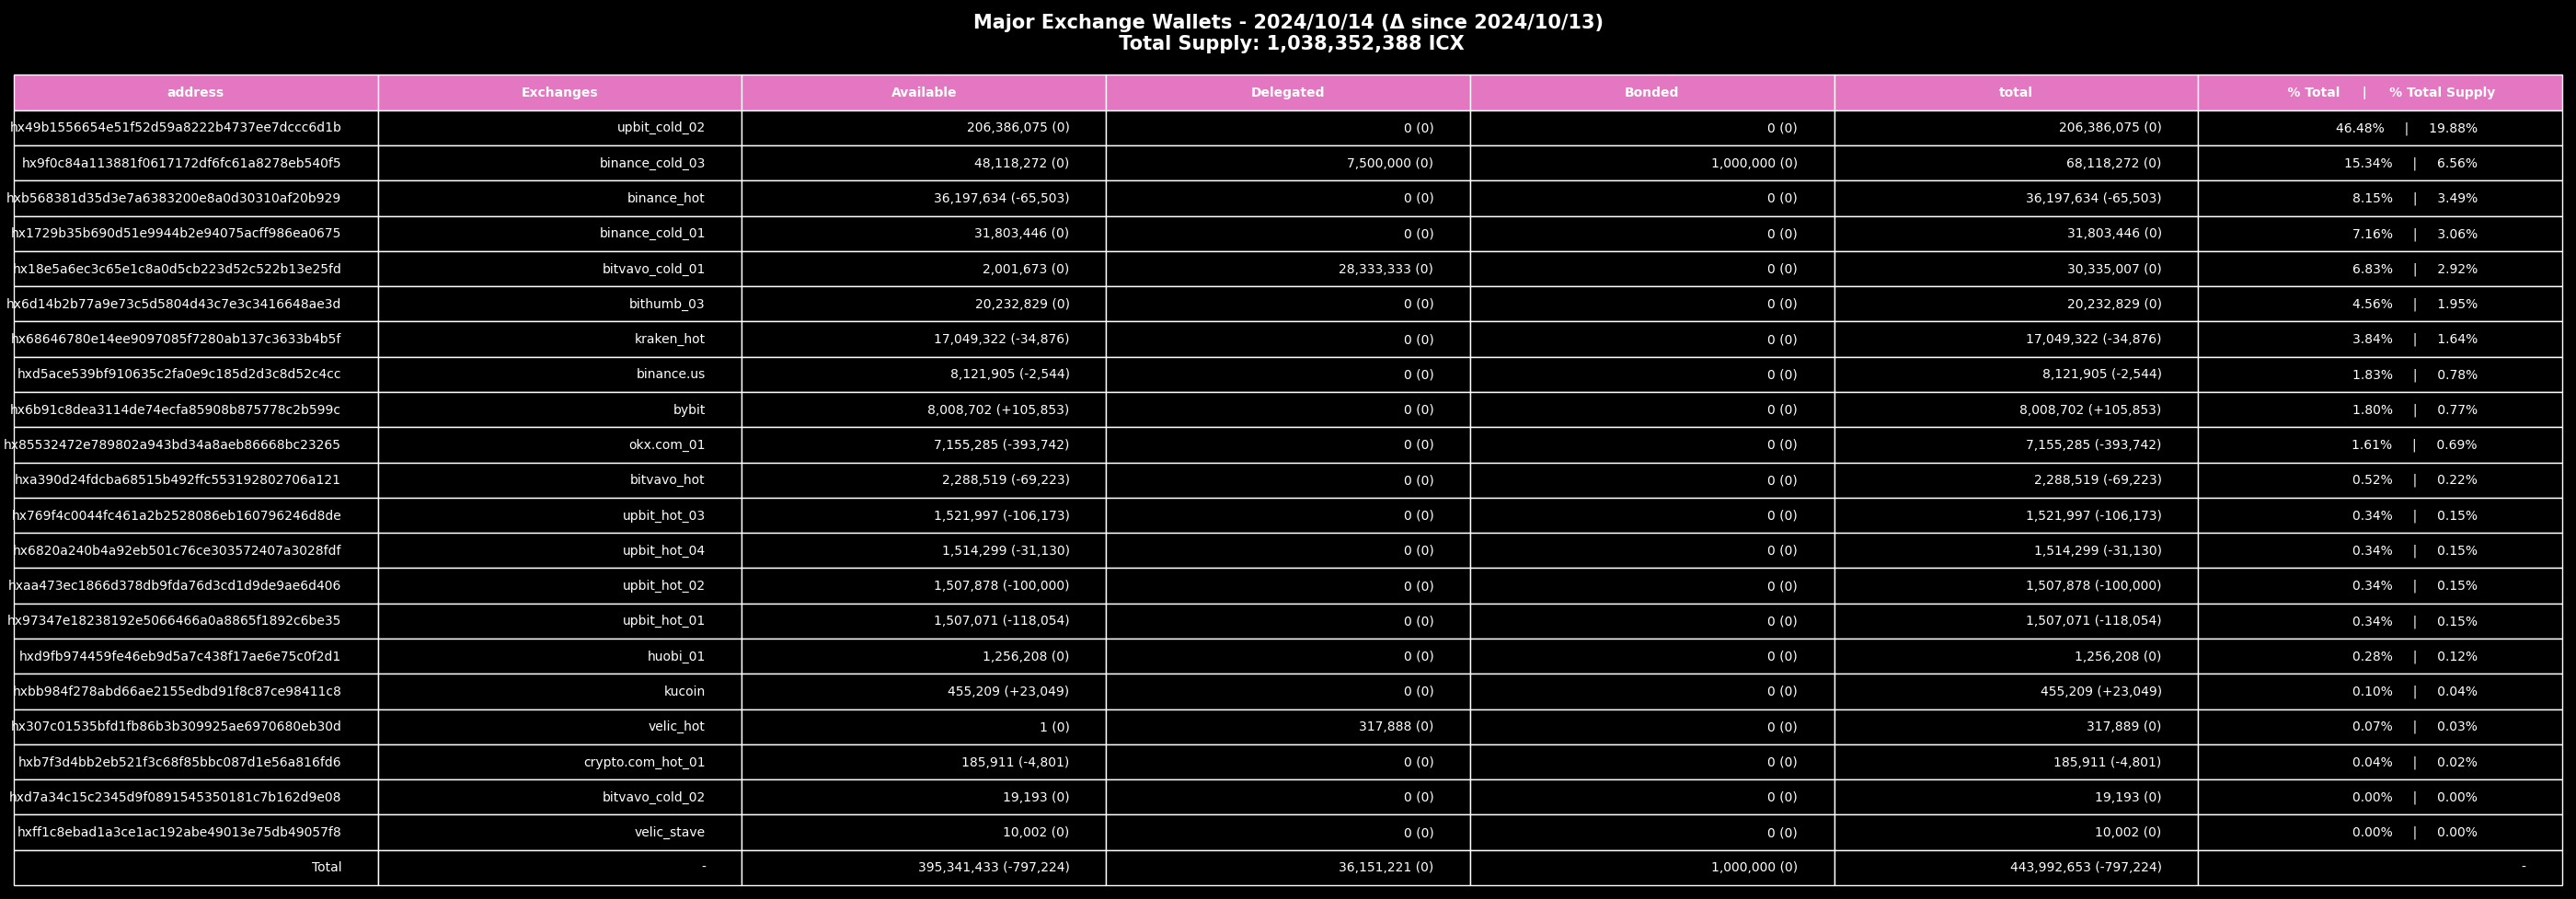 Major Exchange Wallets - 2024/10/14 (Δ since 2024/10/13)
Total Supply: 1,038,352,388 ICX
address Exchanges Available Delegated Bonded total % Total | % Total Supply
hx49b1556654e51f52d59a8222b4737ee7dccc6d1b upbit_cold_02 206,386,075 (0) 0 (0) 0 (0) 206,386,075 (0) 46.48% | 19.88%
hx9f0c84a113881f0617172df6fc61a8278eb540f5 binance_cold_03 48,118,272 (0) 7,500,000 (0) 1,000,000 (0) 68,118,272 (0) 15.34% | 6.56%
hxb568381d35d3e7a6383200e8a0d30310af20b929 binance_hot 36,197,634 (-65,503) 0 (0) 0 (0) 36,197,634 (-65,503) 8.15% | 3.49%
hx1729b35b690d51e9944b2e94075acff986ea0675 binance_cold_01 31,803,446 (0) 0 (0) 0 (0) 31,803,446 (0) 7.16% | 3.06%
hx18e5a6ec3c65e1c8a0d5cb223d52c522b13e25fd bitvavo_cold_01 2,001,673 (0) 28,333,333 (0) 0 (0) 30,335,007 (0) 6.83% | 2.92%
hx6d14b2b77a9e73c5d5804d43c7e3c3416648ae3d bithumb_03 20,232,829 (0) 0 (0) 0 (0) 20,232,829 (0) 4.56% | 1.95%
hx68646780e14ee9097085f7280ab137c3633b4b5f kraken_hot 17,049,322 (-34,876) 0 (0) 0 (0) 17,049,322 (-34,876) 3.84% | 1.64%
hxd5ace539bf910635c2fa0e9c185d2d3c8d52c4cc binance.us 8,121,905 (-2,544) 0 (0) 0 (0) 8,121,905 (-2,544) 1.83% | 0.78%
hx6b91c8dea3114de74ecfa85908b875778c2b599c bybit 8,008,702 (+105,853) 0 (0) 0 (0) 8,008,702 (+105,853) 1.80% | 0.77%
hx85532472e789802a943bd34a8aeb86668bc23265 okx.com_01 7,155,285 (-393,742) 0 (0) 0 (0) 7,155,285 (-393,742) 1.61% | 0.69%
hxa390d24fdcba68515b492ffc553192802706a121 bitvavo_hot 2,288,519 (-69,223) 0 (0) 0 (0) 2,288,519 (-69,223) 0.52% | 0.22%
hx769f4c0044fc461a2b2528086eb160796246d8de upbit_hot_03 1,521,997 (-106,173) 0 (0) 0 (0) 1,521,997 (-106,173) 0.34% | 0.15%
hx6820a240b4a92eb501c76ce303572407a3028fdf upbit_hot_04 1,514,299 (-31,130) 0 (0) 0 (0) 1,514,299 (-31,130) 0.34% | 0.15%
hxaa473ec1866d378db9fda76d3cd1d9de9ae6d406 upbit_hot_02 1,507,878 (-100,000) 0 (0) 0 (0) 1,507,878 (-100,000) 0.34% | 0.15%
hx97347e18238192e5066466a0a8865f1892c6be35 upbit_hot_01 1,507,071 (-118,054) 0 (0) 0 (0) 1,507,071 (-118,054) 0.34% | 0.15%
hxd9fb974459fe46eb9d5a7c438f17ae6e75c0f2d1 huobi_01 1,256,208 (0) 0 (0) 0 (0) 1,256,208 (0) 0.28% | 0.12%
hxbb984f278abd66ae2155edbd91f8c87ce98411c8 kucoin 455,209 (+23,049) 0 (0) 0 (0) 455,209 (+23,049) 0.10% | 0.04%
hx307c01535bfd1fb86b3b309925ae6970680eb30d velic_hot 1 (0) 317,888 (0) 0 (0) 317,889 (0) 0.07% | 0.03%
hxb7f3d4bb2eb521f3c68f85bbc087d1e56a816fd6 crypto.com_hot_01 185,911 (-4,801) 0 (0) 0 (0) 185,911 (-4,801) 0.04% | 0.02%
hxd7a34c15c2345d9f0891545350181c7b162d9e08 bitvavo_cold_02 19,193 (0) 0 (0) 0 (0) 19,193 (0) 0.00% | 0.00%
hxff1c8ebad1a3ce1ac192abe49013e75db49057f8 velic_stave 10,002 (0) 0 (0) 0 (0) 10,002 (0) 0.00% | 0.00%
Total - 395,341,433 (-797,224) 36,151,221 (0) 1,000,000 (0) 443,992,653 (-797,224) -